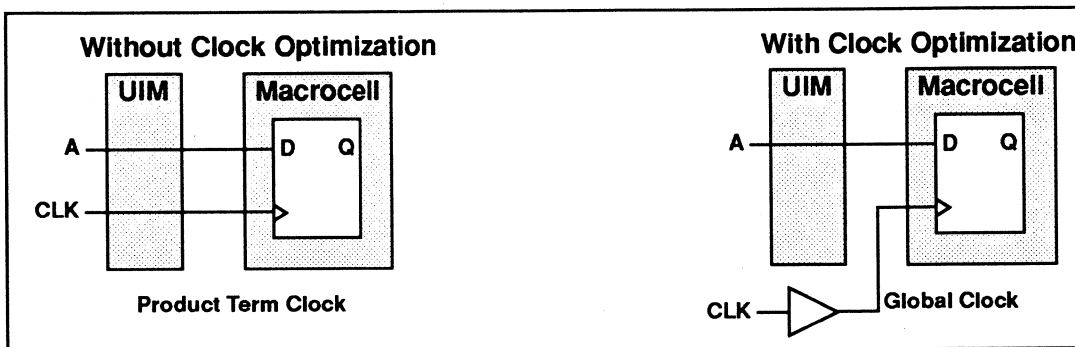 Without Clock Optimization
UIM
Macrocell
A
D
Q
CLK
Product Term Clock
With Clock Optimization
UIM
Macrocell
A
D
Q
CLK
Global Clock